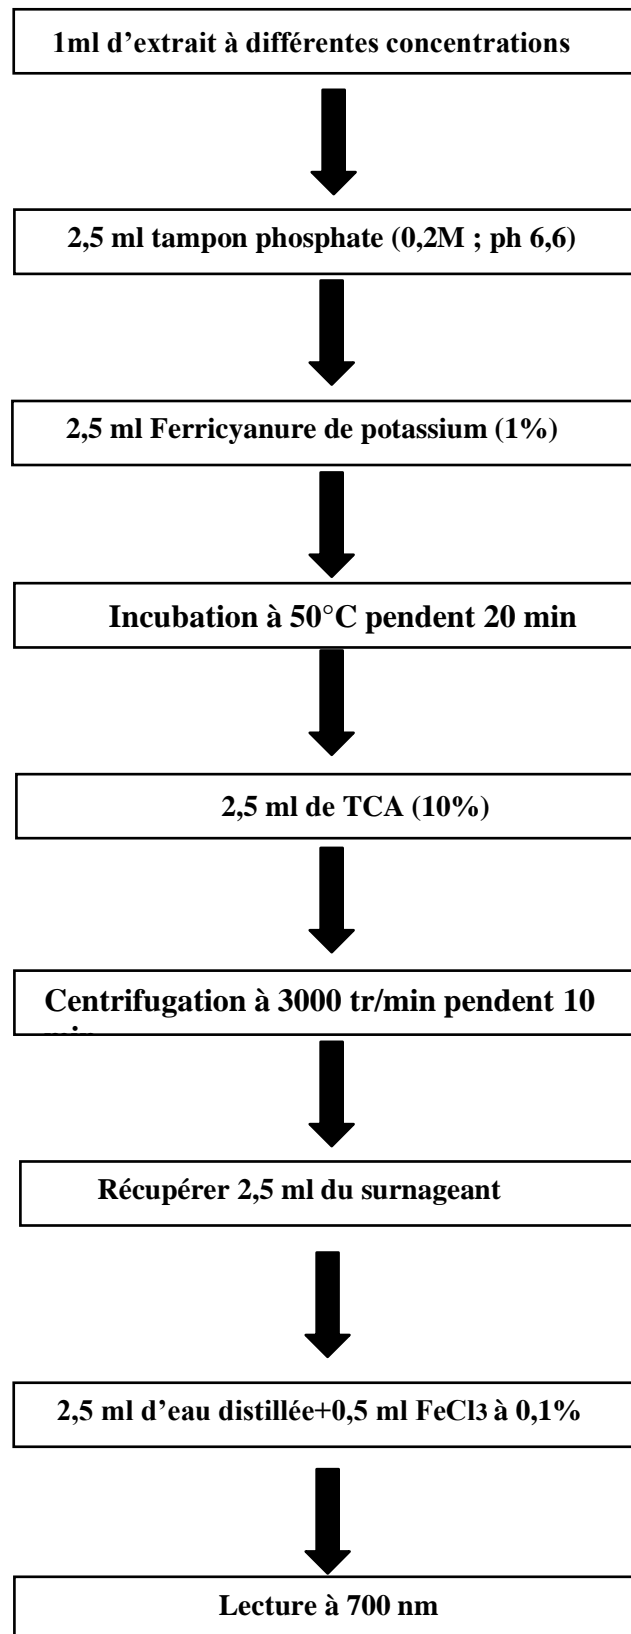 1ml d’extrait à différentes concentrations
2,5 ml tampon phosphate (0,2M ; ph 6,6)
2,5 ml Ferricyanure de potassium (1%)
Incubation à 50°C pendent 20 min
2,5 ml de TCA (10%)
Centrifugation à 3000 tr/min pendent 10
min
Récupérer 2,5 ml du surnageant
2,5 ml d’eau distillée+0,5 ml FeCl3 à 0,1%
Lecture à 700 nm